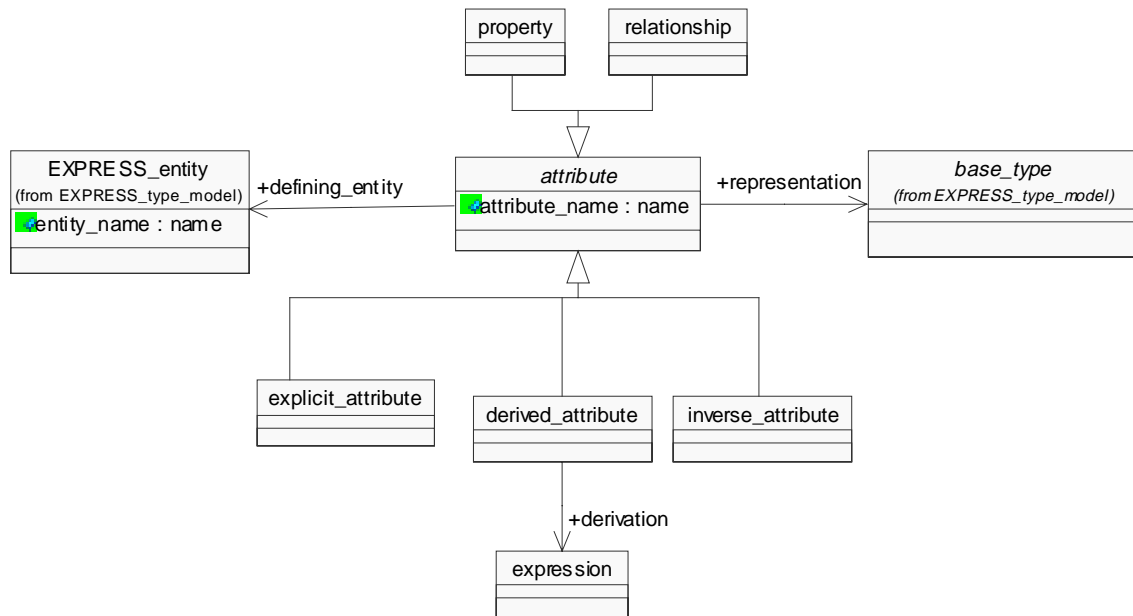 property
relationship
EXPRESS_entity
(from EXPRESS_type_model)
entity_name : name
+defining_entity
attribute
attribute_name : name
+representation
base_type
(from EXPRESS_type_model)
explicit_attribute
derived_attribute
inverse_attribute
+derivation
expression